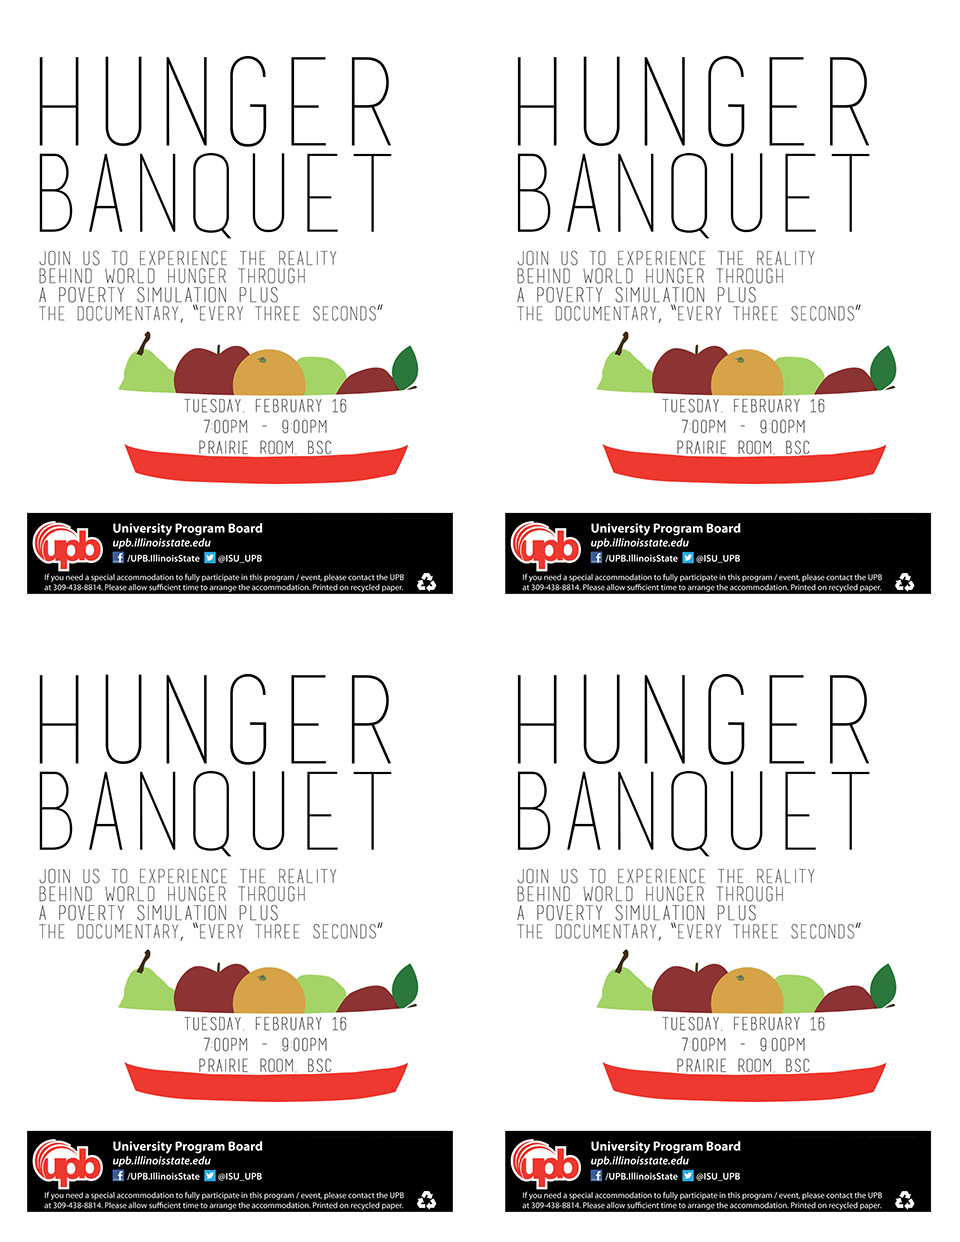 HUNGER
BANQUET
JOIN US TO EXPERIENCE THE REALITY
BEHIND WORLD HUNGER THROUGH
A POVERTY SIMULATION PLUS
THE DOCUMENTARY, "EVERY THREE SECONDS"
TUESDAY, FEBRUARY 16
7:00PM - 9:00PM
PRAIRIE ROOM, BSC
upb
University Program Board
upb.illinoisstate.edu
f /UPB.IllinoisState @ISU_UPB
If you need a special accommodation to fully participate in this program / event, please contact the UPB
at 309-438-8814. Please allow sufficient time to arrange the accommodation. Printed on recycled paper.
HUNGER
BANQUET
JOIN US TO EXPERIENCE THE REALITY
BEHIND WORLD HUNGER THROUGH
A POVERTY SIMULATION PLUS
THE DOCUMENTARY, "EVERY THREE SECONDS"
TUESDAY, FEBRUARY 16
7:00PM - 9:00PM
PRAIRIE ROOM, BSC
upb
University Program Board
upb.illinoisstate.edu
f /UPB.IllinoisState @ISU_UPB
If you need a special accommodation to fully participate in this program / event, please contact the UPB
at 309-438-8814. Please allow sufficient time to arrange the accommodation. Printed on recycled paper.
HUNGER
BANQUET
JOIN US TO EXPERIENCE THE REALITY
BEHIND WORLD HUNGER THROUGH
A POVERTY SIMULATION PLUS
THE DOCUMENTARY, "EVERY THREE SECONDS"
TUESDAY, FEBRUARY 16
7:00PM - 9:00PM
PRAIRIE ROOM, BSC
upb
University Program Board
upb.illinoisstate.edu
f /UPB.IllinoisState @ISU_UPB
If you need a special accommodation to fully participate in this program / event, please contact the UPB
at 309-438-8814. Please allow sufficient time to arrange the accommodation. Printed on recycled paper.
HUNGER
BANQUET
JOIN US TO EXPERIENCE THE REALITY
BEHIND WORLD HUNGER THROUGH
A POVERTY SIMULATION PLUS
THE DOCUMENTARY, "EVERY THREE SECONDS"
TUESDAY, FEBRUARY 16
7:00PM - 9:00PM
PRAIRIE ROOM, BSC
upb
University Program Board
upb.illinoisstate.edu
f /UPB.IllinoisState @ISU_UPB
If you need a special accommodation to fully participate in this program / event, please contact the UPB
at 309-438-8814. Please allow sufficient time to arrange the accommodation. Printed on recycled paper.